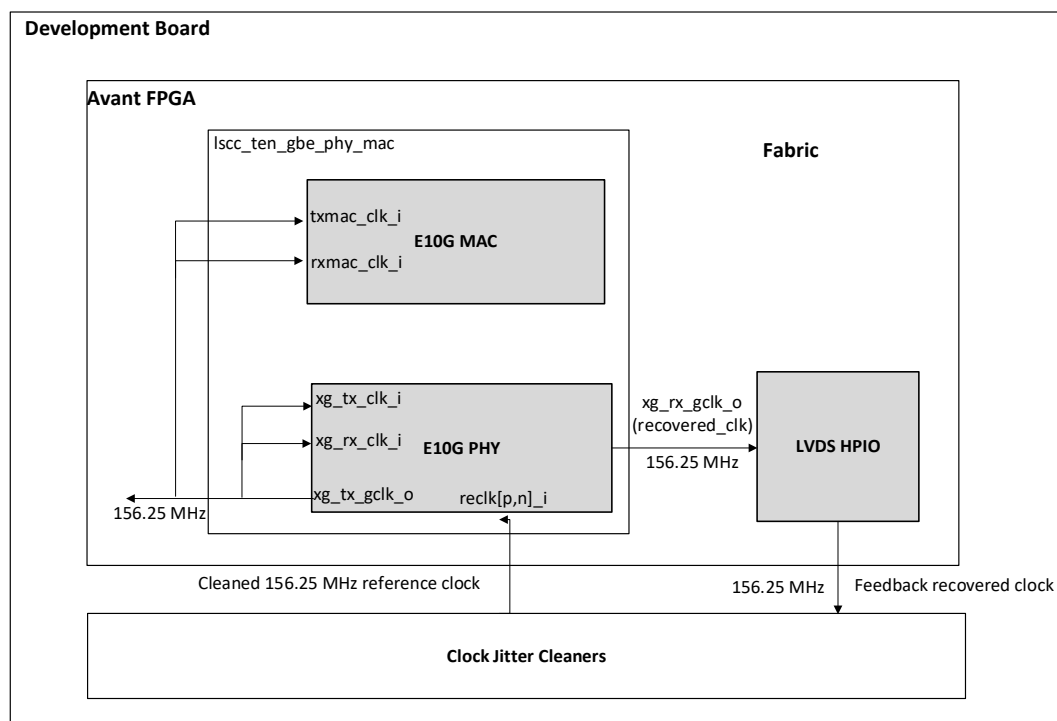 Development Board
Avant FPGA
lscc_ten_gbe_phy_mac
Fabric
txmac_clk_i
E10G MAC
rxmac_clk_i
xg_tx_clk_i
xg_rx_clk_i
E10G PHY
xg_tx_gclk_o
reclk[p,n]_i
xg_rx_gclk_o
(recovered_clk)
156.25 MHz
LVDS HPIO
156.25 MHz
Cleaned 156.25 MHz reference clock
156.25 MHz
Feedback recovered clock
Clock Jitter Cleaners